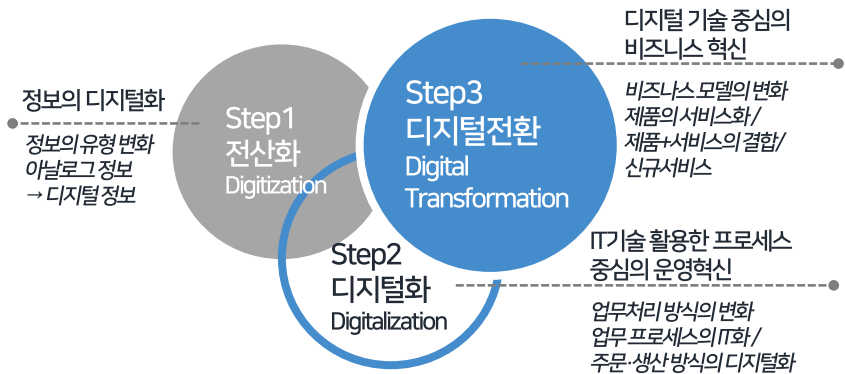 정보의 디지털화
정보의 유형 변화
아날로그 정보
→ 디지털 정보
Step1
전산화
Digitization
Step2
디지털화
Digitalization
IT기술 활용한 프로세스
중심의 운영혁신
업무처리 방식의 변화
업무 프로세스의 IT화 /
주문·생산 방식의 디지털화
Step3
디지털전환
Digital
Transformation
디지털 기술 중심의
비즈니스 혁신
비즈니스 모델의 변화
제품의 서비스화 /
제품+서비스의 결합/
신규서비스